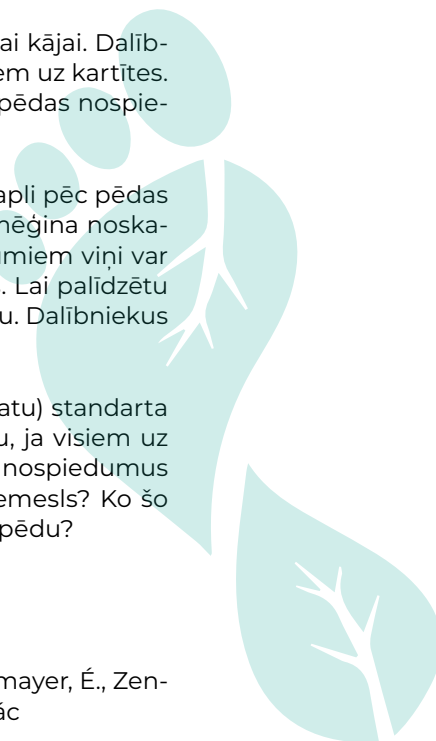 ai kājai. Dalīb-
em uz kartītes.
pēdas nospie-
apli pēc pēdas
mēģina noska-
umiem viņi var
. Lai palīdzētu
u. Dalībniekus
atu) standarta
u, ja visiem uz
nospiedumus
emesls? Ko šo
pēdu?
mayer, É., Zen-
ác